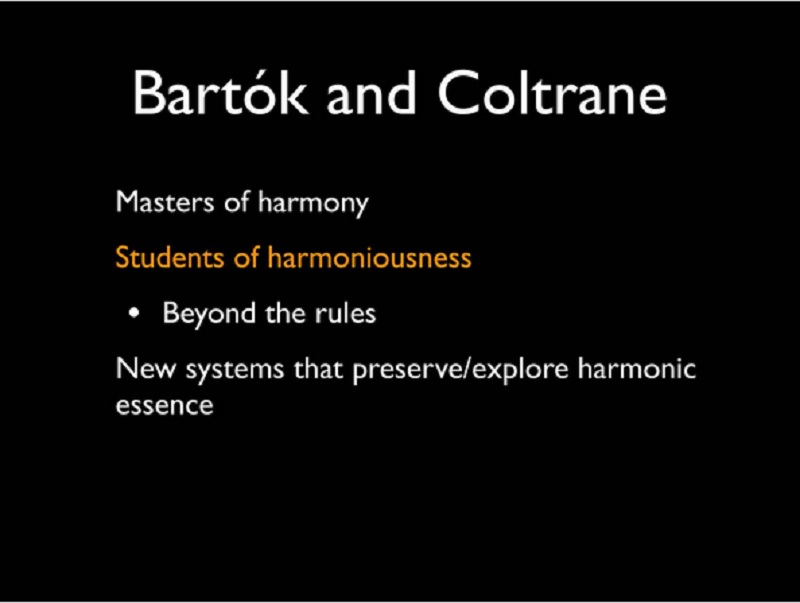 Bartók and Coltrane
Masters of harmony
Students of harmoniousness
• Beyond the rules
New systems that preserve/explore harmonic
essence